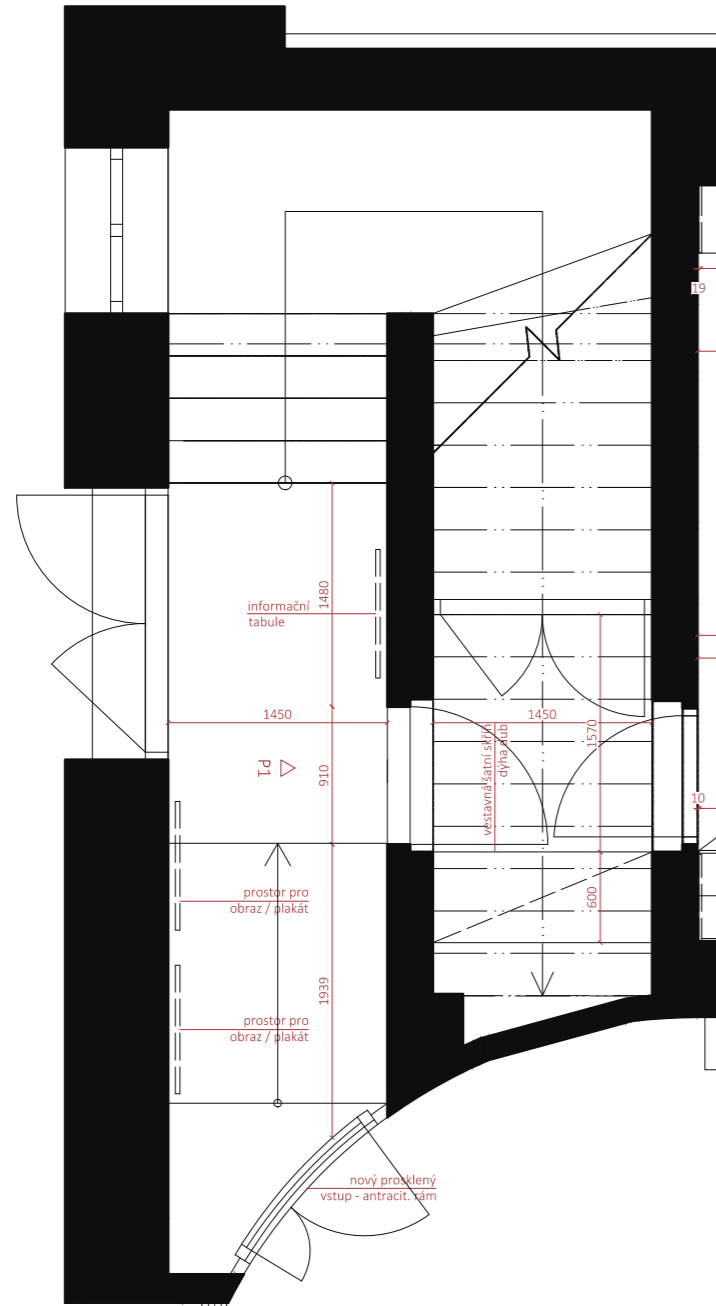 19
1480
informační
tabule
1450
1450
1570
vestavná šatní skříň
dýha dub
P1
910
10
prostor pro
obraz / plakát
600
1939
prostor pro
obraz / plakát
nový prosklený
vstup - antracit. rám